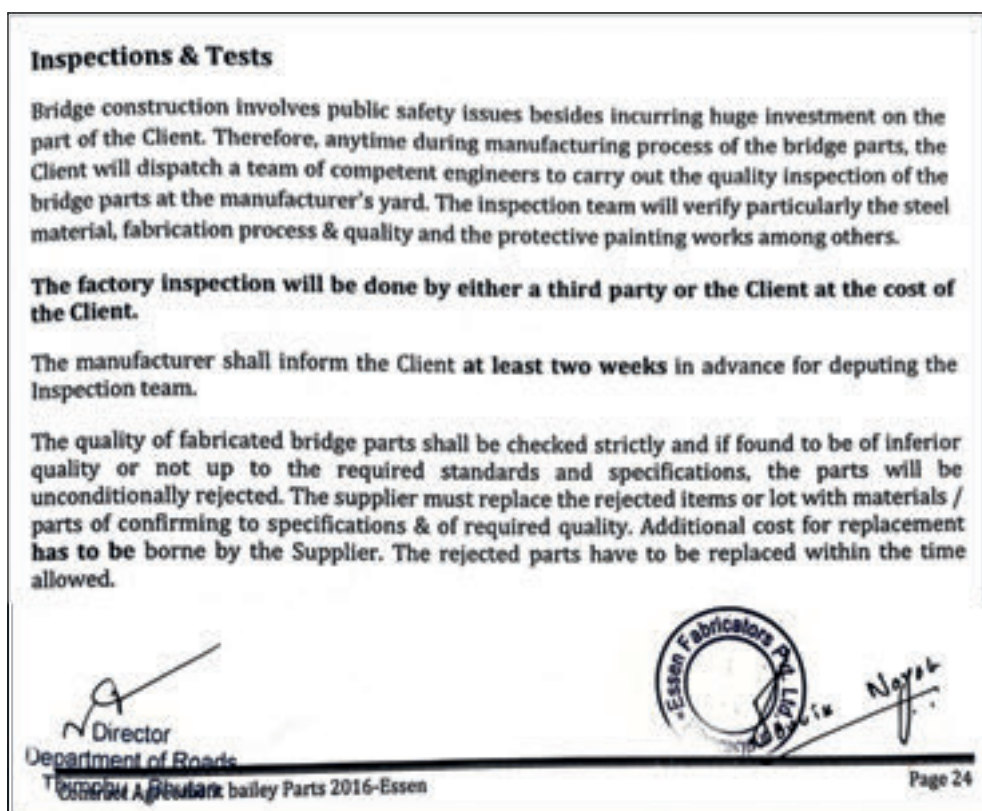 Inspections & Tests
Bridge construction involves public safety issues besides incurring huge investment on the
part of the Client. Therefore, anytime during manufacturing process of the bridge parts, the
Client will dispatch a team of competent engineers to carry out the quality inspection of the
bridge parts at the manufacturer's yard. The inspection team will verify particularly the steel
material, fabrication process & quality and the protective painting works among others.
The factory inspection will be done by either a third party or the Client at the cost of
the Client.
The manufacturer shall inform the Client at least two weeks in advance for deputing the
Inspection team.
The quality of fabricated bridge parts shall be checked strictly and if found to be of inferior
quality or not up to the required standards and specifications, the parts will be
unconditionally rejected. The supplier must replace the rejected items or lot with materials /
parts of confirming to specifications & of required quality. Additional cost for replacement
has to be borne by the Supplier. The rejected parts have to be replaced within the time
allowed.
Essen Fabricators Pvt. Ltd.
Director
Department of Roads
Thimphu : Bhutan
Contract Agreement bailey Parts 2016-Essen
Page 24